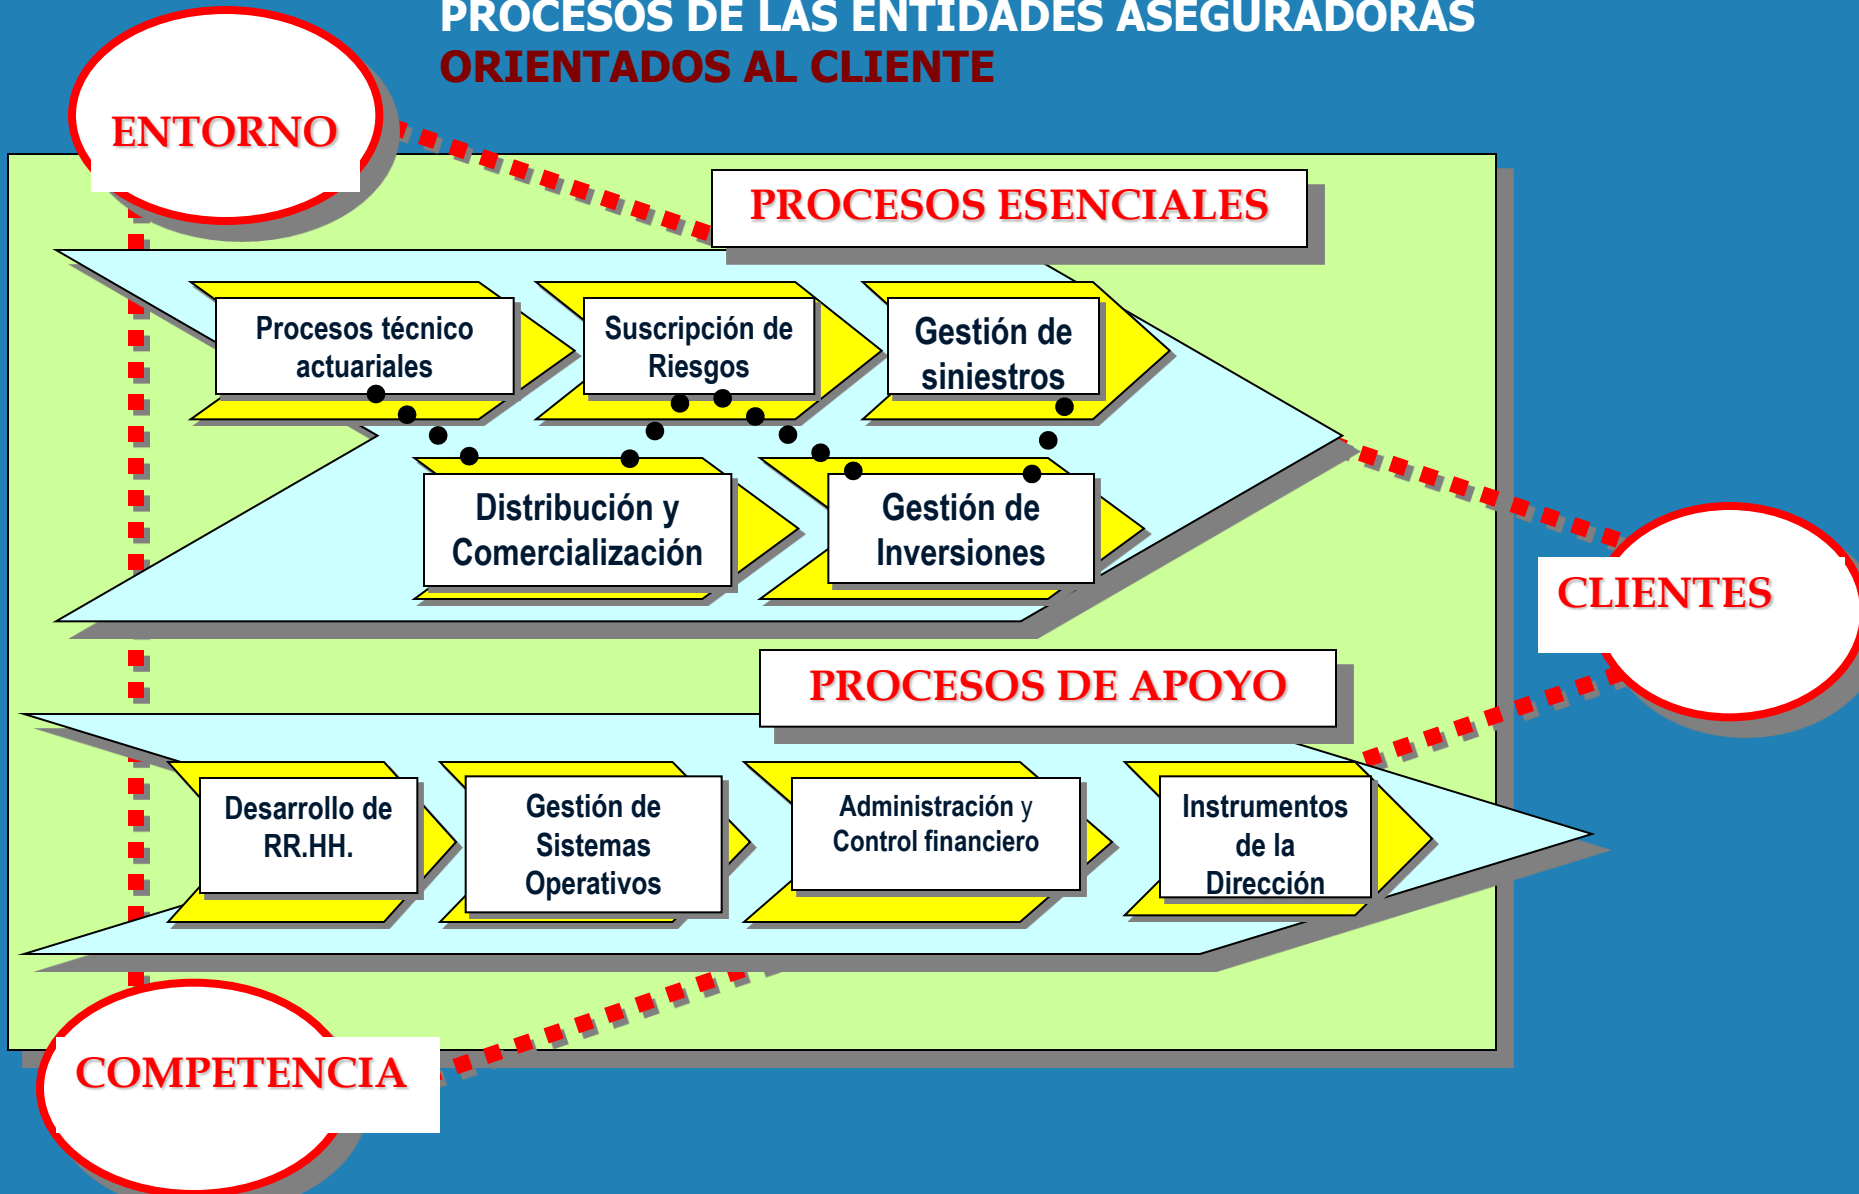 PROCESOS DE LAS ENTIDADES ASEGURADORAS
ORIENTADOS AL CLIENTE
ENTORNO
PROCESOS ESENCIALES
Procesos técnico
actuariales
Suscripción de
Riesgos
Gestión de
siniestros
Distribución y
Comercialización
Gestión de
Inversiones
CLIENTES
PROCESOS DE APOYO
Desarrollo de
RR.HH.
Gestión de
Sistemas
Operativos
Administración y
Control financiero
Instrumentos
de la
Dirección
COMPETENCIA